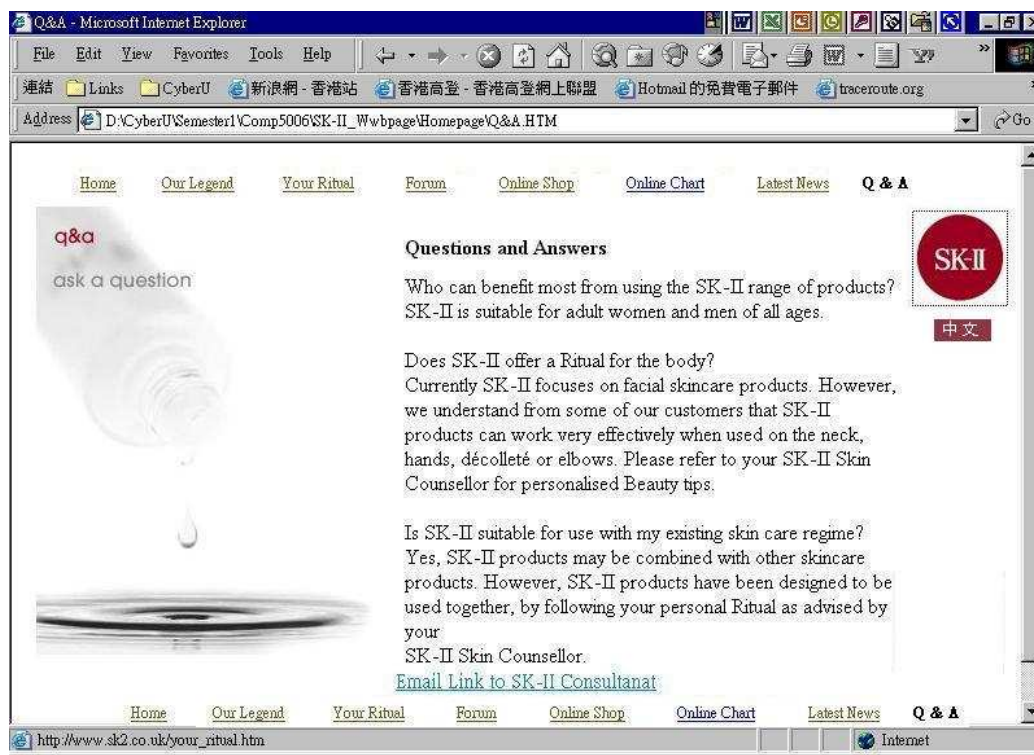 Q&A - Microsoft Internet Explorer
File Edit View Favorites Tools Help
連結 Links CyberU 新浪網 - 香港站 香港高登 - 香港高登網上聯盟 Hotmail 的免費電子郵件 traceroute.org
Address D:\CyberU\Semester1\Comp5006\SK-II_Wwbpage\Homepage\Q&A.HTM Go
Home Our Legend Your Ritual Forum Online Shop Online Chart Latest News Q & A
q&a
ask a question
SK-II
中文
Questions and Answers
Who can benefit most from using the SK-II range of products?
SK-II is suitable for adult women and men of all ages.
Does SK-II offer a Ritual for the body?
Currently SK-II focuses on facial skincare products. However,
we understand from some of our customers that SK-II
products can work very effectively when used on the neck,
hands, décolleté or elbows. Please refer to your SK-II Skin
Counsellor for personalised Beauty tips.
Is SK-II suitable for use with my existing skin care regime?
Yes, SK-II products may be combined with other skincare
products. However, SK-II products have been designed to be
used together, by following your personal Ritual as advised by
your
SK-II Skin Counsellor.
Email Link to SK-II Consultanat
Home Our Legend Your Ritual Forum Online Shop Online Chart Latest News Q & A
http://www.sk2.co.uk/your_ritual.htm Internet